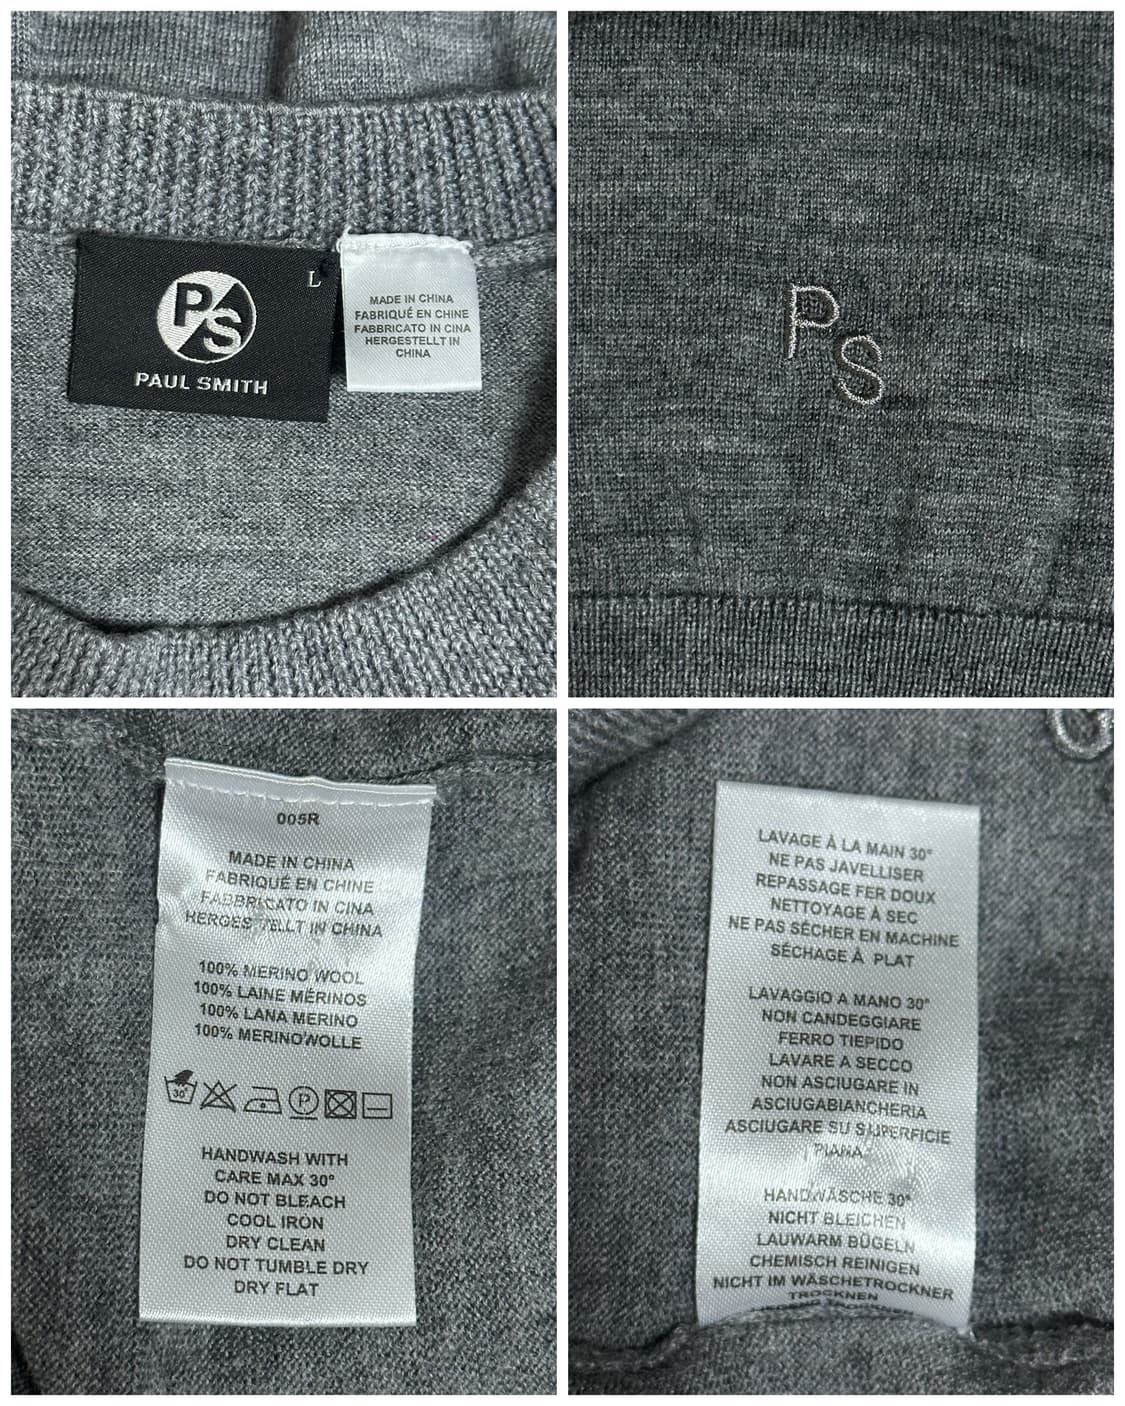 PS
PAUL SMITH
L
MADE IN CHINA
FABRIQUÉ EN CHINE
FABBRICATO IN CINA
HERGESTELLT IN
CHINA
PS
005R
MADE IN CHINA
FABRIQUÉ EN CHINE
FABBRICATO IN CINA
HERGESTELLT IN CHINA
100% MERINO WOOL
100% LAINE MÉRINOS
100% LANA MERINO
100% MERINOWOLLE
30°
P
HANDWASH WITH
CARE MAX 30°
DO NOT BLEACH
COOL IRON
DRY CLEAN
DO NOT TUMBLE DRY
DRY FLAT
LAVAGE À LA MAIN 30°
NE PAS JAVELLISER
REPASSAGE FER DOUX
NETTOYAGE À SEC
NE PAS SÉCHER EN MACHINE
SÉCHAGE À PLAT
LAVAGGIO A MANO 30°
NON CANDEGGIARE
FERRO TIEPIDO
LAVARE A SECCO
NON ASCIUGARE IN
ASCIUGABIANCHERIA
ASCIUGARE SU SUPERFICIE
PIANA
HANDWÄSCHE 30°
NICHT BLEICHEN
LAUWARM BÜGELN
CHEMISCH REINIGEN
NICHT IM WÄSCHETROCKNER
TROCKNEN